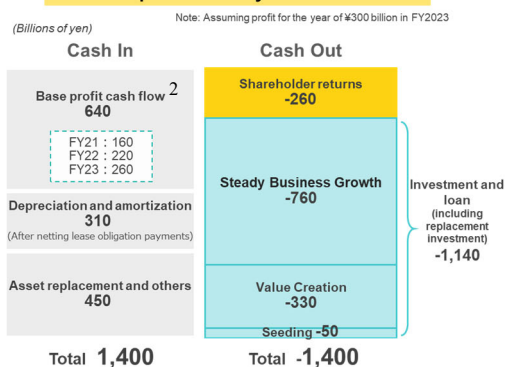 Note: Assuming profit for the year of ¥300 billion in FY2023
(Billions of yen)
Cash In
Cash Out
Base profit cash flow 2
640
FY21 : 160
FY22 : 220
FY23 : 260
Depreciation and amortization
310
(After netting lease obligation payments)
Asset replacement and others
450
Total 1,400
Shareholder returns
-260
Steady Business Growth
-760
Value Creation
-330
Seeding -50
Total -1,400
Investment and
loan
(including
replacement
investment)
-1,140